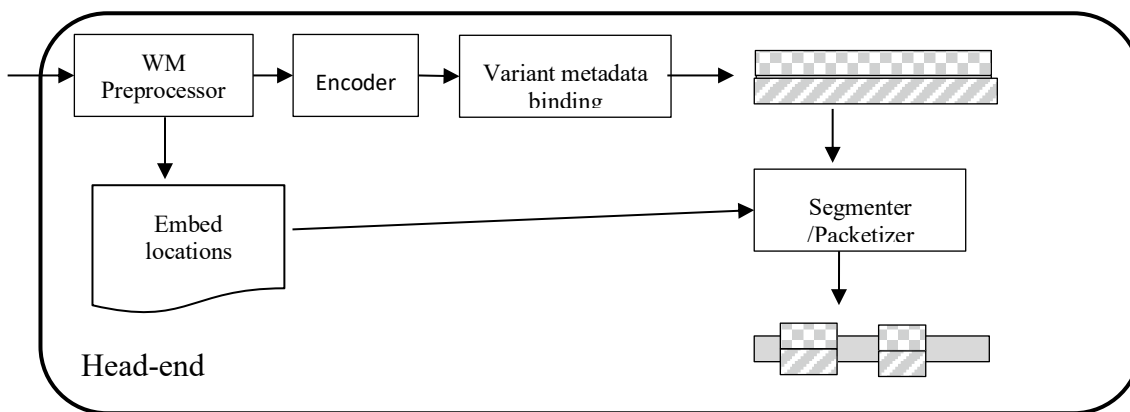 WM
Preprocessor
Encoder
Variant metadata
binding
Embed
locations
Segmenter
/Packetizer
Head-end